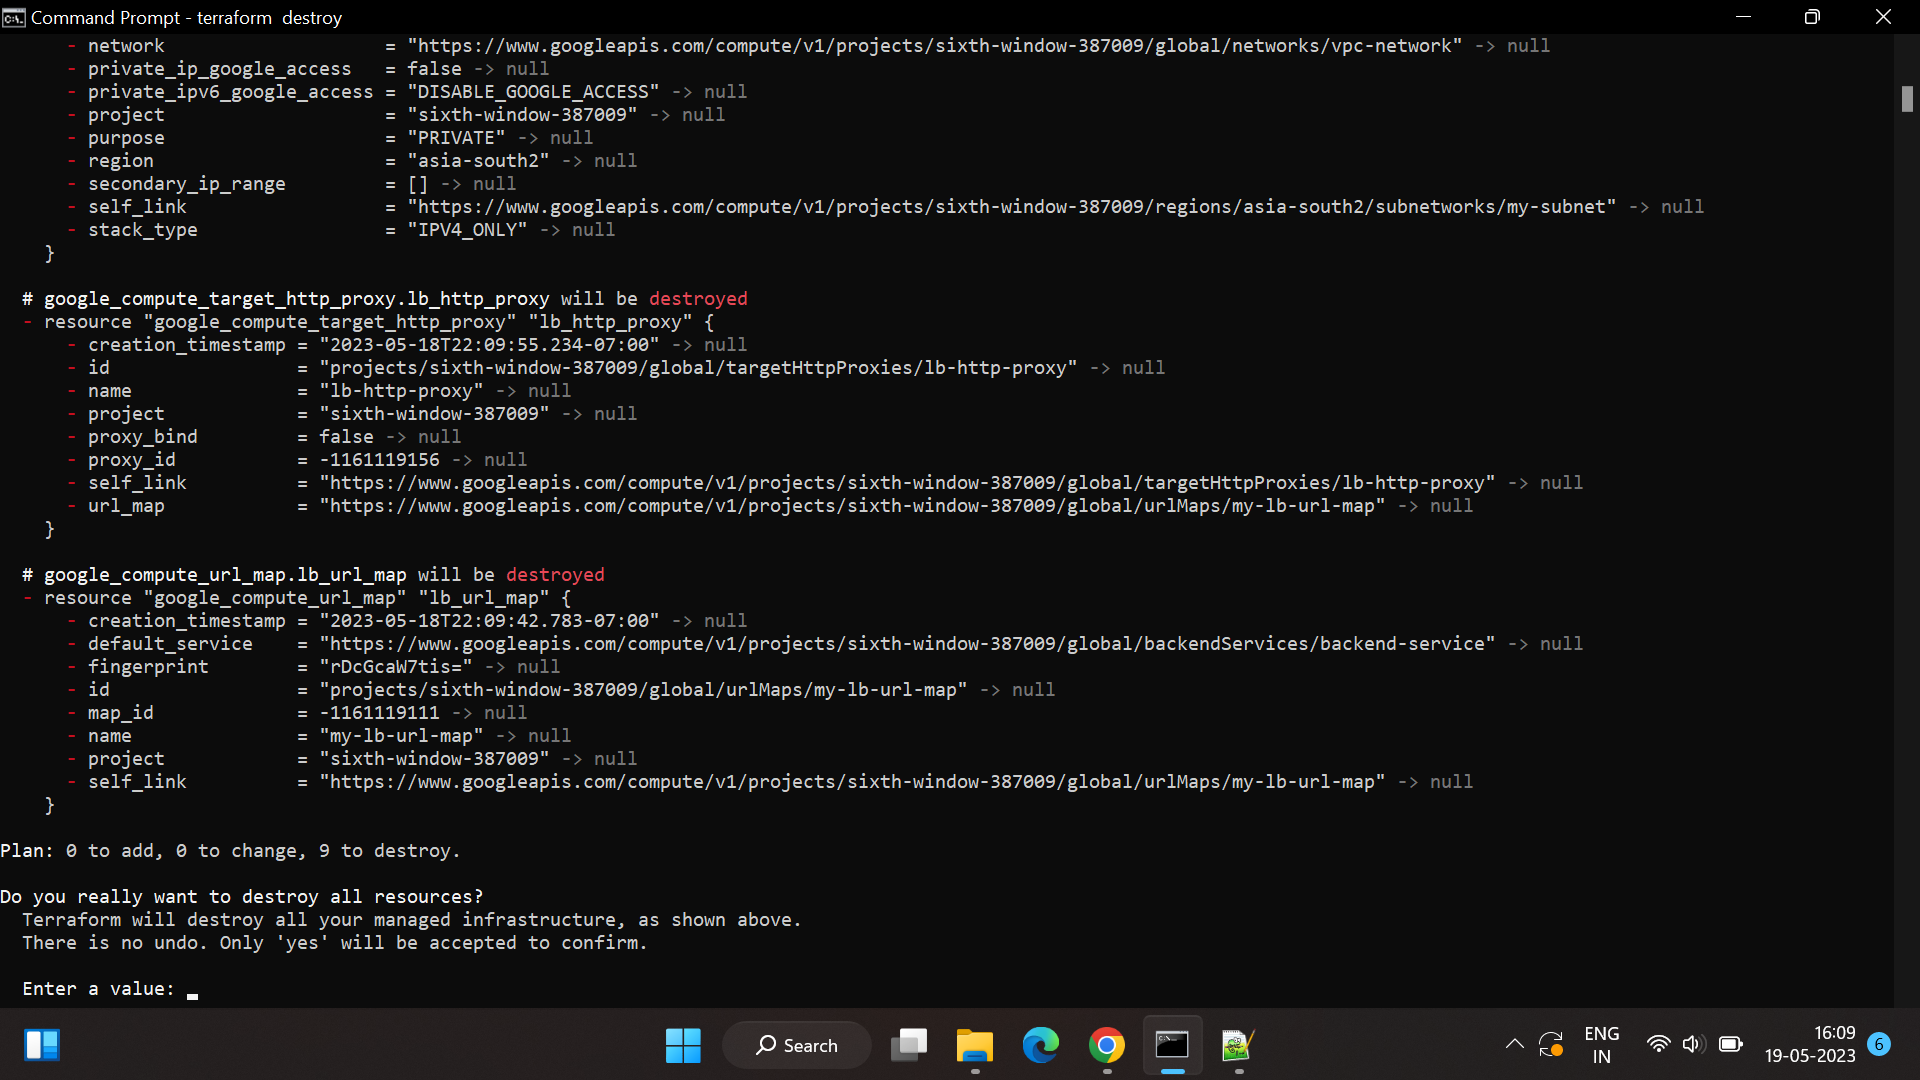 Command Prompt - terraform  destroy
      - network                    = "https://www.googleapis.com/compute/v1/projects/sixth-window-387009/global/networks/vpc-network" -> null
      - private_ip_google_access   = false -> null
      - private_ipv6_google_access = "DISABLE_GOOGLE_ACCESS" -> null
      - project                    = "sixth-window-387009" -> null
      - purpose                    = "PRIVATE" -> null
      - region                     = "asia-south2" -> null
      - secondary_ip_range         = [] -> null
      - self_link                  = "https://www.googleapis.com/compute/v1/projects/sixth-window-387009/regions/asia-south2/subnetworks/my-subnet" -> null
      - stack_type                 = "IPV4_ONLY" -> null
    }
  # google_compute_target_http_proxy.lb_http_proxy will be destroyed
  - resource "google_compute_target_http_proxy" "lb_http_proxy" {
      - creation_timestamp = "2023-05-18T22:09:55.234-07:00" -> null
      - id                 = "projects/sixth-window-387009/global/targetHttpProxies/lb-http-proxy" -> null
      - name               = "lb-http-proxy" -> null
      - project            = "sixth-window-387009" -> null
      - proxy_bind         = false -> null
      - proxy_id           = -1161119156 -> null
      - self_link          = "https://www.googleapis.com/compute/v1/projects/sixth-window-387009/global/targetHttpProxies/lb-http-proxy" -> null
      - url_map            = "https://www.googleapis.com/compute/v1/projects/sixth-window-387009/global/urlMaps/my-lb-url-map" -> null
    }
  # google_compute_url_map.lb_url_map will be destroyed
  - resource "google_compute_url_map" "lb_url_map" {
      - creation_timestamp = "2023-05-18T22:09:42.783-07:00" -> null
      - default_service    = "https://www.googleapis.com/compute/v1/projects/sixth-window-387009/global/backendServices/backend-service" -> null
      - fingerprint        = "rDcGcaW7tis=" -> null
      - id                 = "projects/sixth-window-387009/global/urlMaps/my-lb-url-map" -> null
      - map_id             = -1161119111 -> null
      - name               = "my-lb-url-map" -> null
      - project            = "sixth-window-387009" -> null
      - self_link          = "https://www.googleapis.com/compute/v1/projects/sixth-window-387009/global/urlMaps/my-lb-url-map" -> null
    }
Plan: 0 to add, 0 to change, 9 to destroy.
Do you really want to destroy all resources?
  Terraform will destroy all your managed infrastructure, as shown above.
  There is no undo. Only 'yes' will be accepted to confirm.
  Enter a value:
Search
ENG
IN
16:09
19-05-2023
6